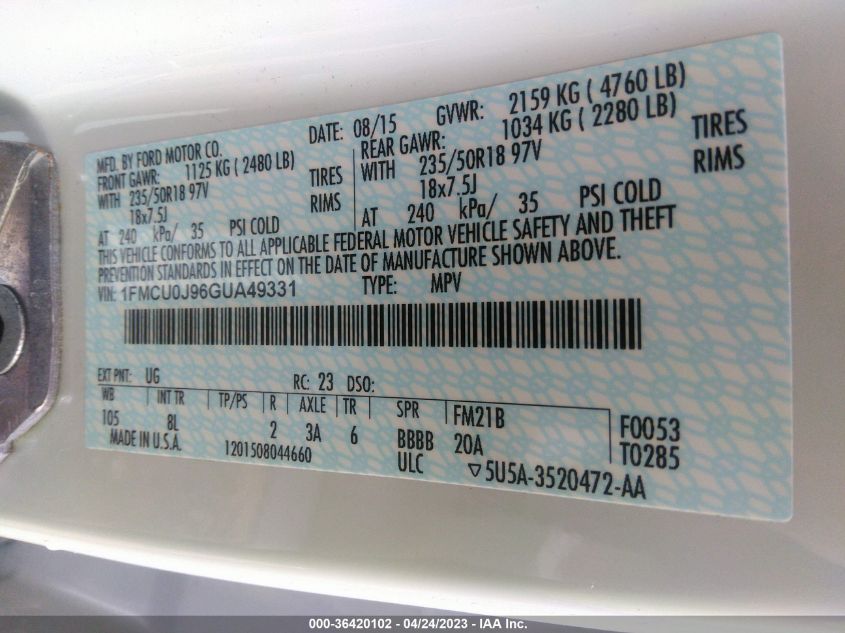 MFD. BY FORD MOTOR CO. DATE: 08/15 GVWR: 2159 KG ( 4760 LB)
FRONT GAWR: 1125 KG ( 2480 LB) REAR GAWR: 1034 KG ( 2280 LB)
WITH 235/50R18 97V TIRES WITH 235/50R18 97V TIRES
18x7.5J RIMS 18x7.5J RIMS
AT 240 kPa/ 35 PSI COLD AT 240 kPa/ 35 PSI COLD
THIS VEHICLE CONFORMS TO ALL APPLICABLE FEDERAL MOTOR VEHICLE SAFETY AND THEFT
PREVENTION STANDARDS IN EFFECT ON THE DATE OF MANUFACTURE SHOWN ABOVE.
VIN: 1FMCU0J96GUA49331 TYPE: MPV
EXT PNT: UG RC: 23 DSO:
WB INT TR TP/PS R AXLE TR SPR FM21B F0053
105 8L 2 3A 6 BBBB 20A T0285
MADE IN U.S.A. 1201508044660 ULC ▽5U5A-3520472-AA
000-36420102 - 04/24/2023 - IAA Inc.